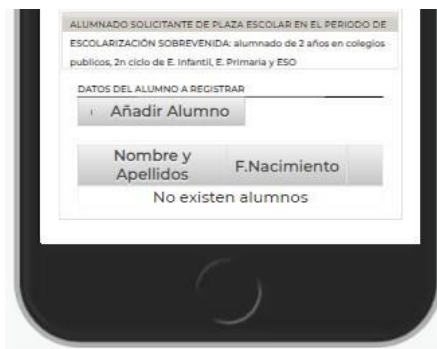 ALUMNADO SOLICITANTE DE PLAZA ESCOLAR EN EL PERIODO DE
ESCOLARIZACIÓN SOBREVENIDA: alumnado de 2 años en colegios
publicos, 2n ciclo de E. Infantil, E. Primaria y ESO
DATOS DEL ALUMNO A REGISTRAR
Añadir Alumno
Nombre y
Apellidos F.Nacimiento
No existen alumnos